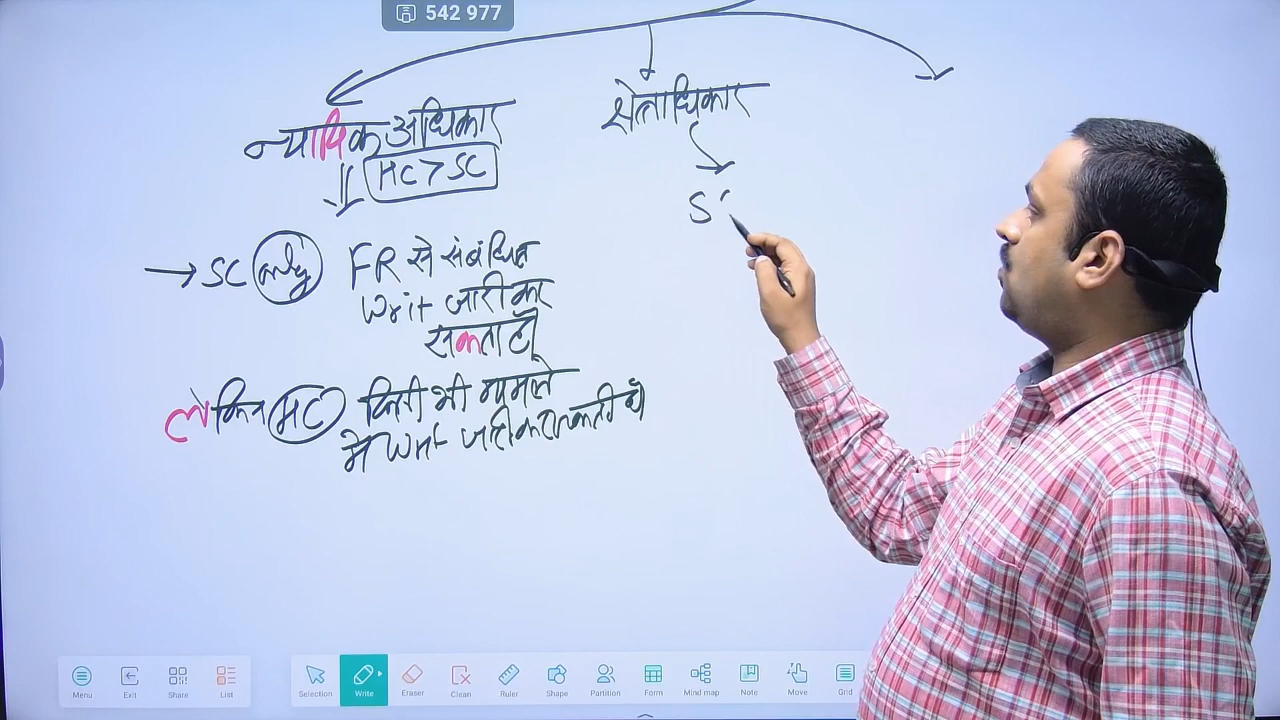 542 977
न्यायिक अधिकार
HC > SC
→ SC only FR से संबंधित
writ जारी कर
सकता है
लेकिन HC किसी भी मामले
में writ जारी कर सकती है
S
Menu
Exit
Share
List
Selection
Write
Eraser
Clean
Ruler
Shape
Partition
Form
Mind map
Note
Move
Grid